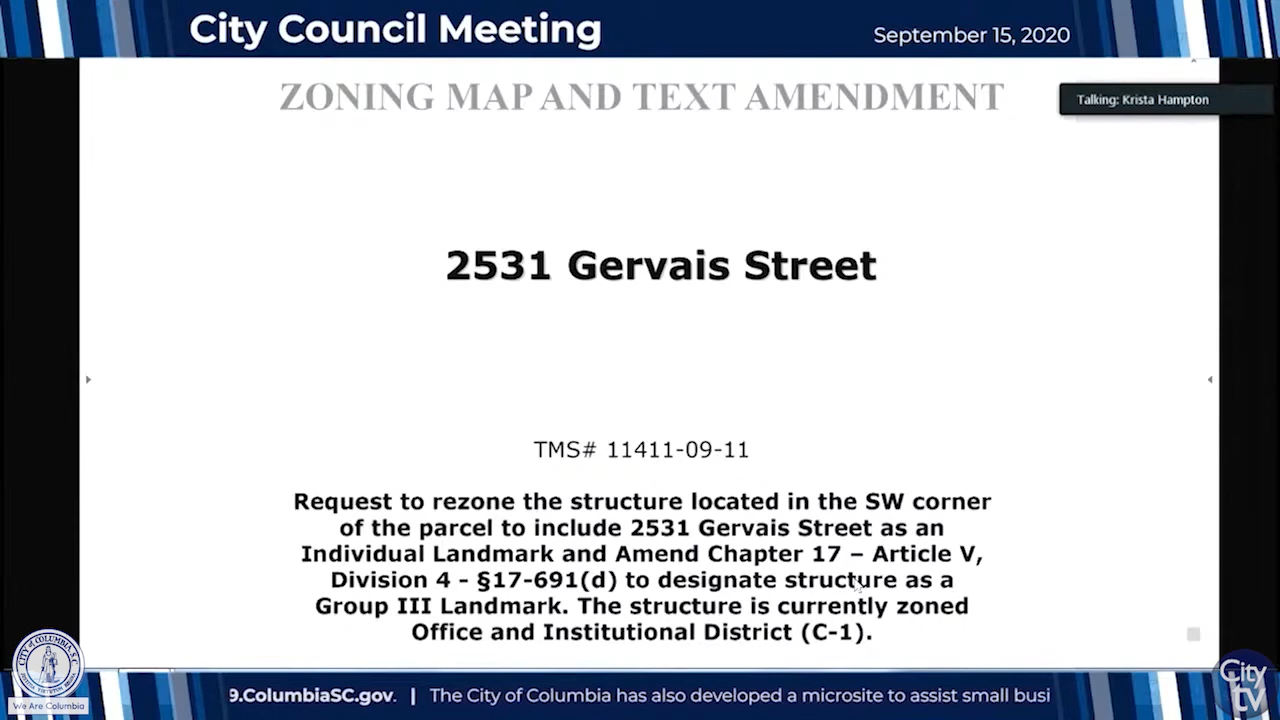 City Council Meeting
September 15, 2020
ZONING MAP AND TEXT AMENDMENT
Talking: Krista Hampton
2531 Gervais Street
TMS# 11411-09-11
Request to rezone the structure located in the SW corner
of the parcel to include 2531 Gervais Street as an
Individual Landmark and Amend Chapter 17 – Article V,
Division 4 - §17-691(d) to designate structure as a
Group III Landmark. The structure is currently zoned
Office and Institutional District (C-1).
We Are Columbia
9.ColumbiaSC.gov. | The City of Columbia has also developed a microsite to assist small busi
City
tv